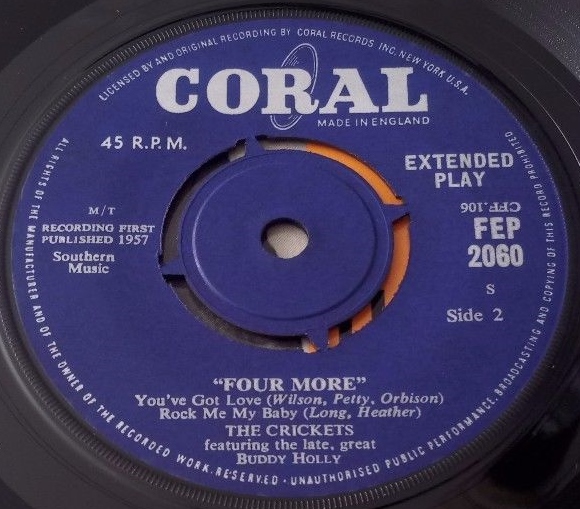 LICENSED BY AND ORIGINAL RECORDING BY CORAL RECORDS INC, NEW YORK U.S.A.
CORAL
MADE IN ENGLAND
45 R.P.M.
EXTENDED
PLAY
M/T
RECORDING FIRST
PUBLISHED 1957
Southern
Music
CFF.106
FEP
2060
S
Side 2
"FOUR MORE"
You've Got Love (Wilson, Petty, Orbison)
Rock Me My Baby (Long, Heather)
THE CRICKETS
featuring the late, great
BUDDY HOLLY
ALL RIGHTS OF THE MANUFACTURER AND OF THE OWNER OF THE RECORDED WORK RESERVED · UNAUTHORISED PUBLIC PERFORMANCE, BROADCASTING AND COPYING OF THIS RECORD PROHIBITED